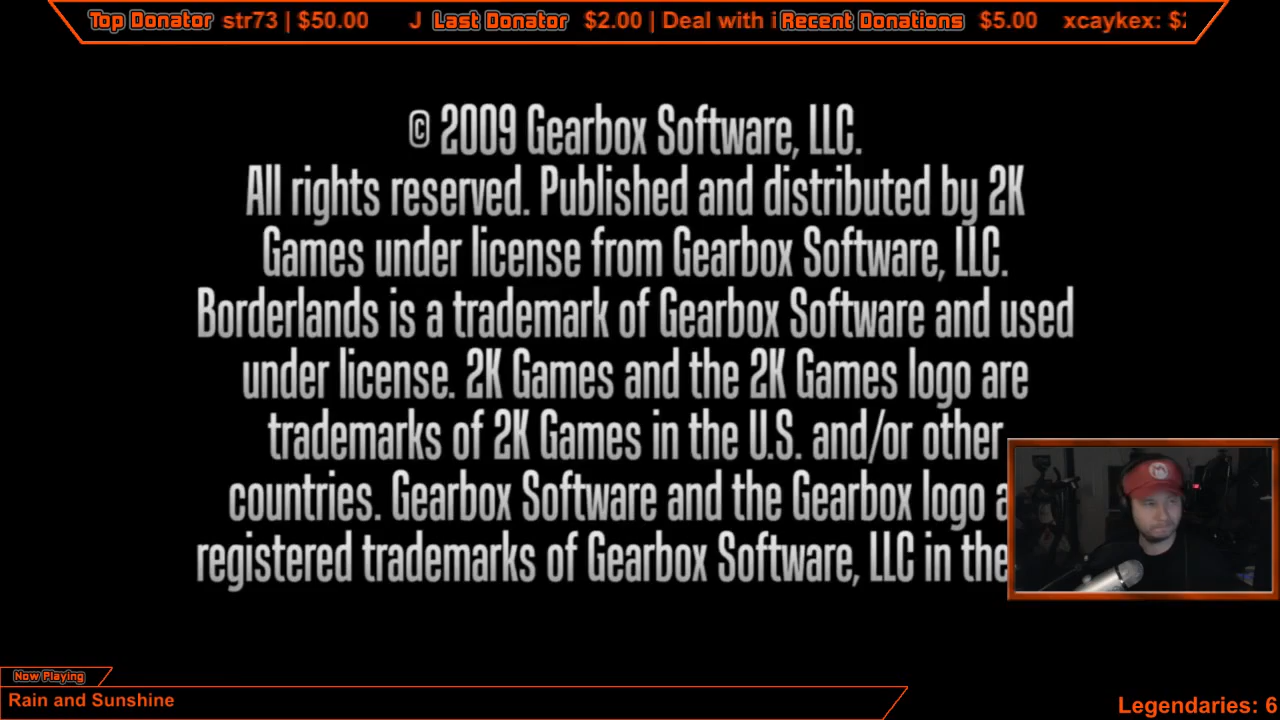 Top Donator str73 | $50.00 J Last Donator $2.00 | Deal with i Recent Donations $5.00 xcaykex: $
© 2009 Gearbox Software, LLC.
All rights reserved. Published and distributed by 2K
Games under license from Gearbox Software, LLC.
Borderlands is a trademark of Gearbox Software and used
under license. 2K Games and the 2K Games logo are
trademarks of 2K Games in the U.S. and/or other
countries. Gearbox Software and the Gearbox logo a
registered trademarks of Gearbox Software, LLC in the
Now Playing
Rain and Sunshine
Legendaries: 6